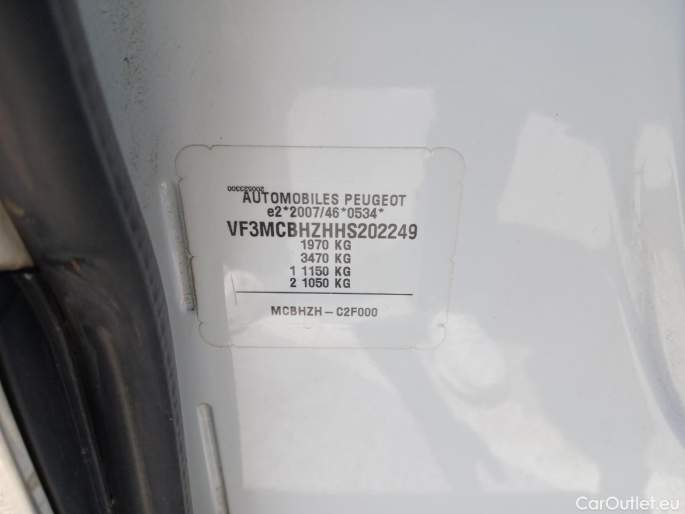 2005323300
AUTOMOBILES PEUGEOT
e2*2007/46*0534*
VF3MCBHZHHS202249
1970 KG
3470 KG
1 1150 KG
2 1050 KG
MCBHZH-C2F000
CarOutlet.eu